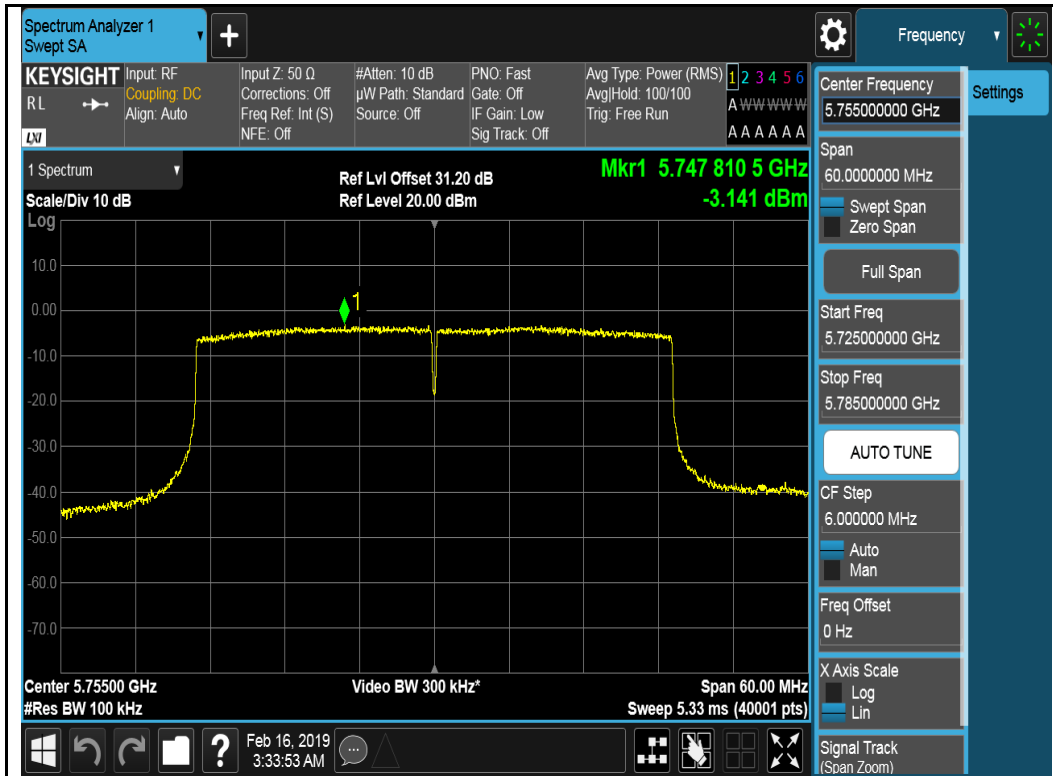 Spectrum Analyzer 1
Swept SA
+
Frequency
KEYSIGHT
R L
LXI
Input: RF
Coupling: DC
Align: Auto
Input Z: 50 Ω
Corrections: Off
Freq Ref: Int (S)
NFE: Off
#Atten: 10 dB
µW Path: Standard
Source: Off
PNO: Fast
Gate: Off
IF Gain: Low
Sig Track: Off
Avg Type: Power (RMS)
Avg|Hold: 100/100
Trig: Free Run
1 2 3 4 5 6
A W W W W W
A A A A A A
1 Spectrum
Scale/Div 10 dB
Ref Lvl Offset 31.20 dB
Ref Level 20.00 dBm
Mkr1 5.747 810 5 GHz
-3.141 dBm
Log
10.0
0.00
-10.0
-20.0
-30.0
-40.0
-50.0
-60.0
-70.0
1
Center 5.75500 GHz
#Res BW 100 kHz
Video BW 300 kHz*
Span 60.00 MHz
Sweep 5.33 ms (40001 pts)
Center Frequency
5.755000000 GHz
Span
60.0000000 MHz
Swept Span
Zero Span
Full Span
Start Freq
5.725000000 GHz
Stop Freq
5.785000000 GHz
AUTO TUNE
CF Step
6.000000 MHz
Auto
Man
Freq Offset
0 Hz
X Axis Scale
Log
Lin
Signal Track
(Span Zoom)
Settings
?
Feb 16, 2019
3:33:53 AM